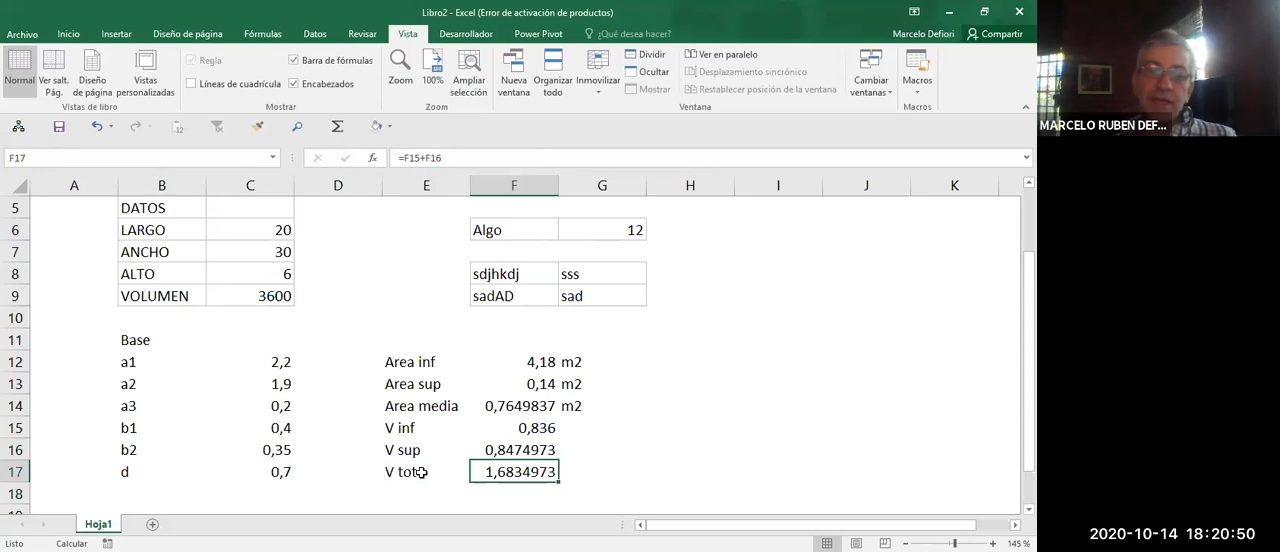 Libro2 - Excel (Error de activación de productos)
Archivo Inicio Insertar Diseño de página Fórmulas Datos Revisar Vista Desarrollador Power Pivot ¿Qué desea hacer? Marcelo Defiori Compartir
Normal
Ver salt. Pág.
Diseño de página
Vistas personalizadas
Vistas de libro
Regla
Barra de fórmulas
Líneas de cuadrícula
Encabezados
Mostrar
Zoom
100%
Ampliar selección
Zoom
Nueva ventana
Organizar todo
Inmovilizar
Dividir
Ocultar
Mostrar
Ver en paralelo
Desplazamiento sincrónico
Restablecer posición de la ventana
Cambiar ventanas
Ventana
Macros
Macros
F17 fx =F15+F16
A B C D E F G H I J K
5 DATOS
6 LARGO 20 Algo 12
7 ANCHO 30
8 ALTO 6 sdjhkdj sss
9 VOLUMEN 3600 sadAD sad
10
11 Base
12 a1 2,2 Area inf 4,18 m2
13 a2 1,9 Area sup 0,14 m2
14 a3 0,2 Area media 0,7649837 m2
15 b1 0,4 V inf 0,836
16 b2 0,35 V sup 0,8474973
17 d 0,7 V tot 1,6834973
18
Hoja1
Listo Calcular 145 %
MARCELO RUBEN DEF...
2020-10-14 18:20:50